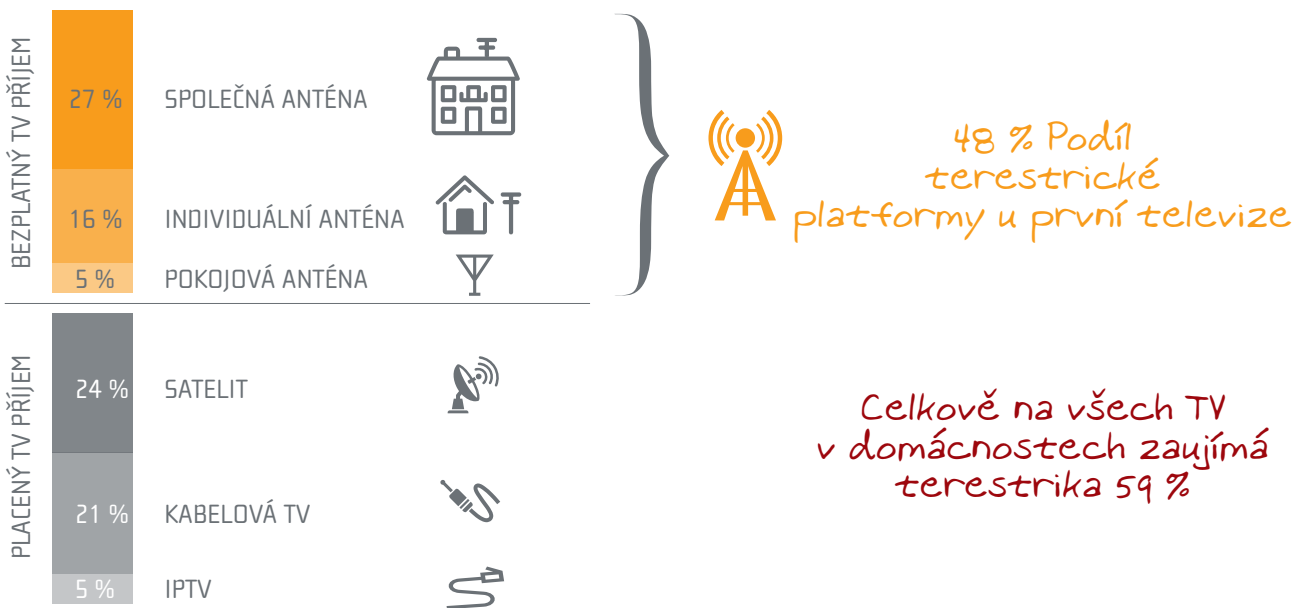 BEZPLATNÝ TV PŘÍJEM
27 % SPOLEČNÁ ANTÉNA
16 % INDIVIDUÁLNÍ ANTÉNA
5 % POKOJOVÁ ANTÉNA
48 % Podíl
terestrické
platformy u první televize
PLACENÝ TV PŘÍJEM
24 % SATELIT
21 % KABELOVÁ TV
5 % IPTV
Celkově na všech TV
v domácnostech zaujímá
terestrika 59 %